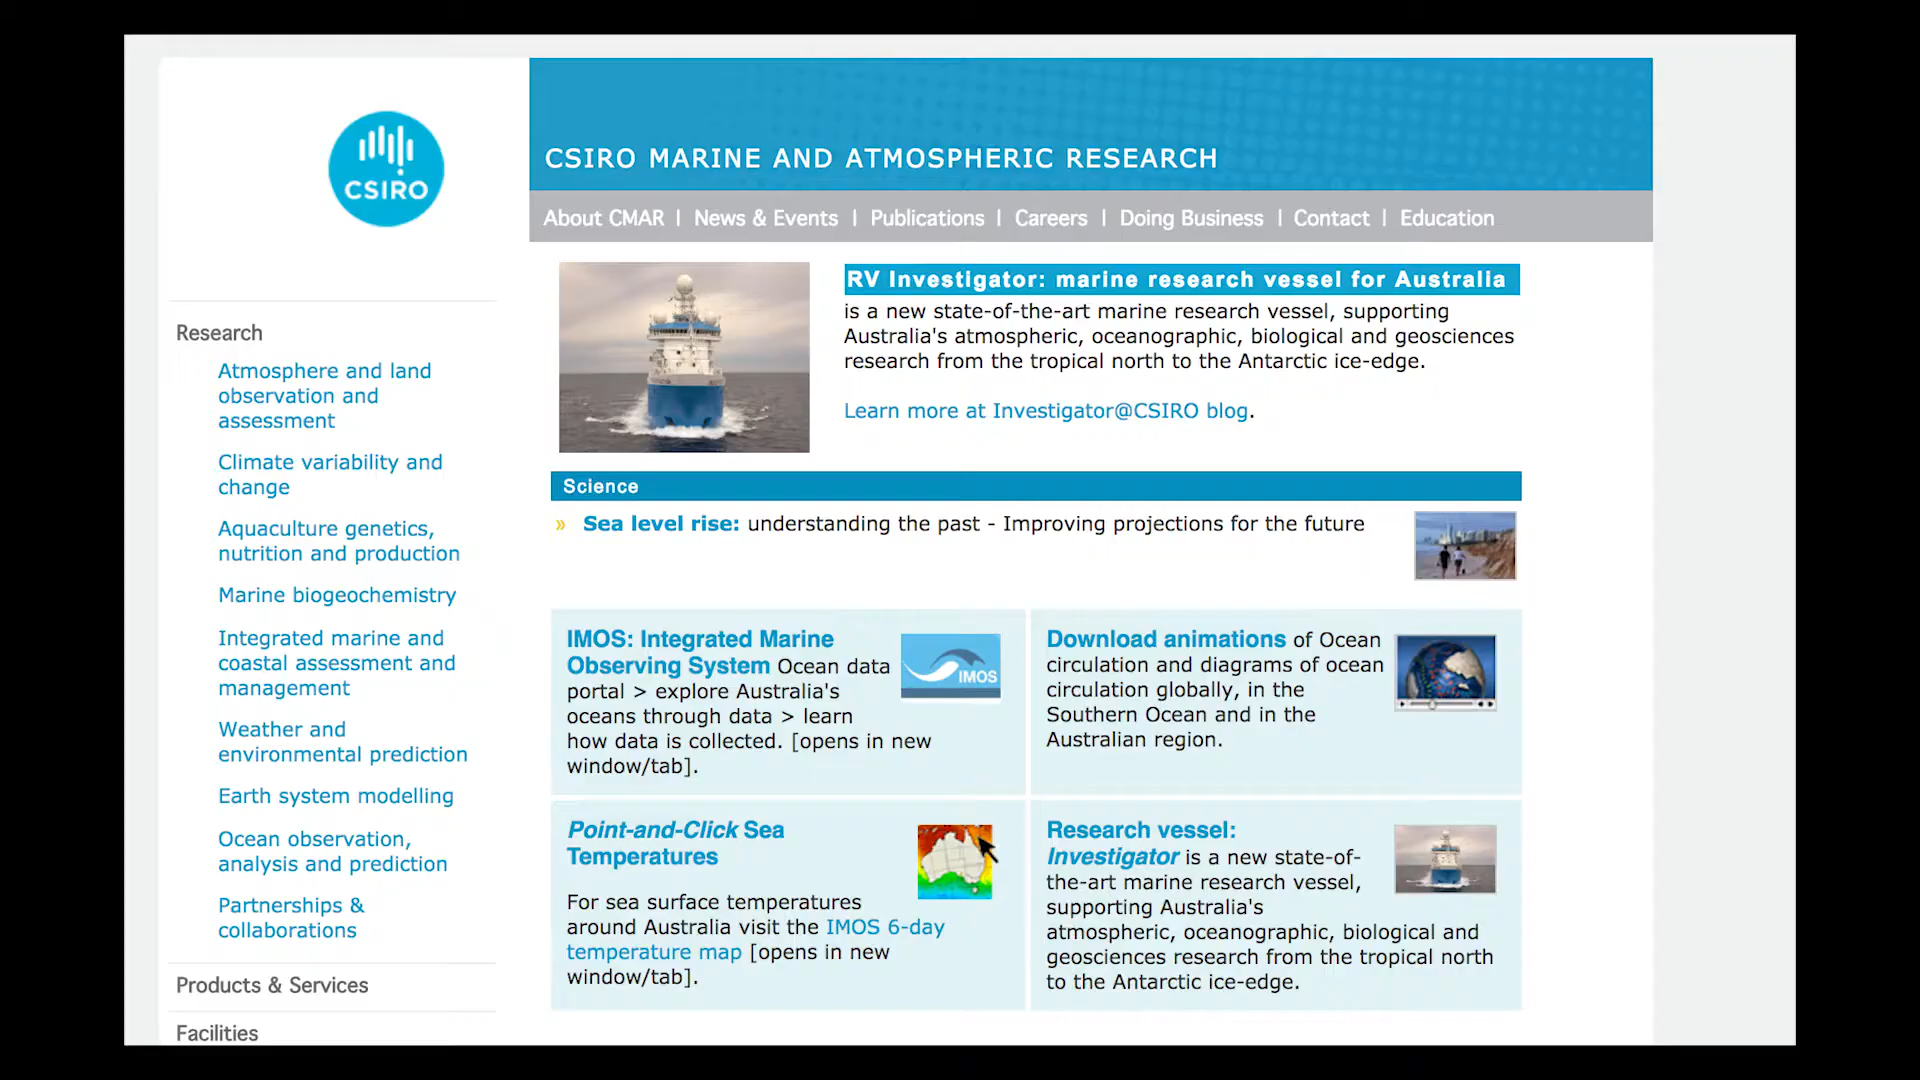 CSIRO
CSIRO MARINE AND ATMOSPHERIC RESEARCH
About CMAR | News & Events | Publications | Careers | Doing Business | Contact | Education
Research
Atmosphere and land
observation and
assessment
Climate variability and
change
Aquaculture genetics,
nutrition and production
Marine biogeochemistry
Integrated marine and
coastal assessment and
management
Weather and
environmental prediction
Earth system modelling
Ocean observation,
analysis and prediction
Partnerships &
collaborations
Products & Services
Facilities
RV Investigator: marine research vessel for Australia
is a new state-of-the-art marine research vessel, supporting
Australia's atmospheric, oceanographic, biological and geosciences
research from the tropical north to the Antarctic ice-edge.
Learn more at Investigator@CSIRO blog.
Science
» Sea level rise: understanding the past - Improving projections for the future
IMOS: Integrated Marine
Observing System Ocean data
portal > explore Australia's
oceans through data > learn
how data is collected. [opens in new
window/tab].
IMOS
Download animations of Ocean
circulation and diagrams of ocean
circulation globally, in the
Southern Ocean and in the
Australian region.
Point-and-Click Sea
Temperatures
For sea surface temperatures
around Australia visit the IMOS 6-day
temperature map [opens in new
window/tab].
Research vessel:
Investigator is a new state-of-
the-art marine research vessel,
supporting Australia's
atmospheric, oceanographic, biological and
geosciences research from the tropical north
to the Antarctic ice-edge.